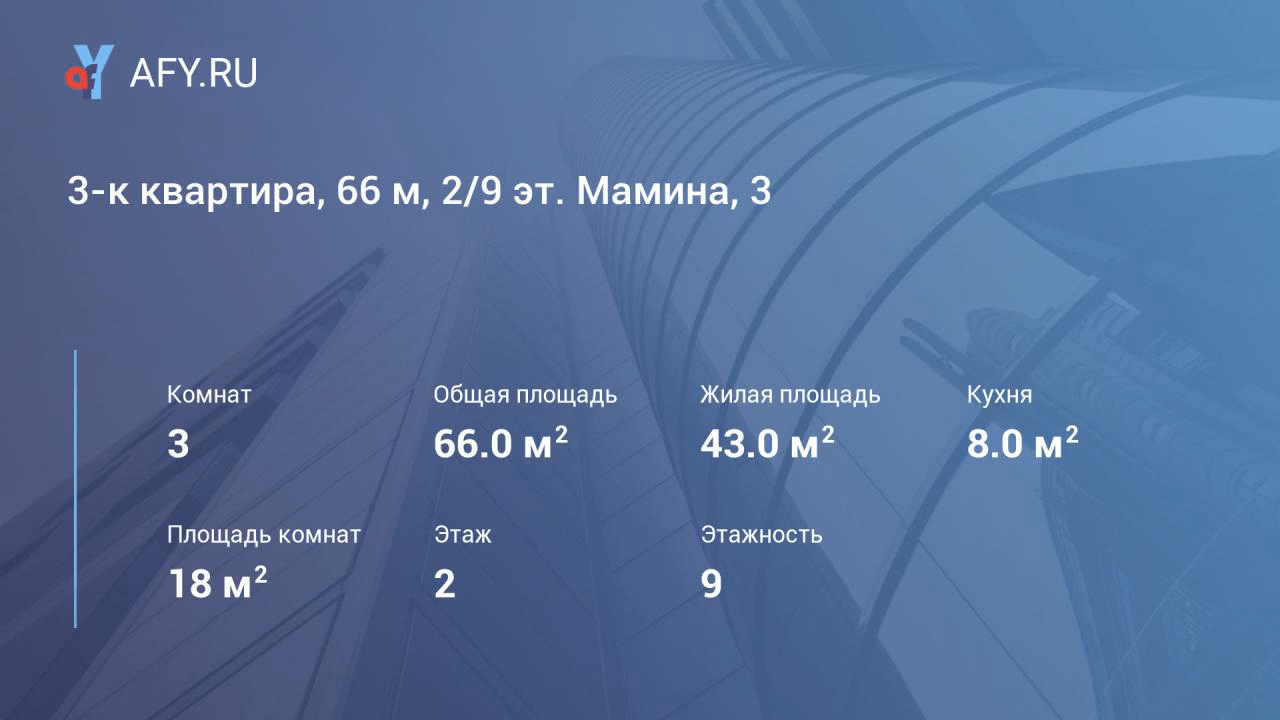 aYf AFY.RU
3-к квартира, 66 м, 2/9 эт. Мамина, 3
Комнат Общая площадь Жилая площадь Кухня
3 66.0 м² 43.0 м² 8.0 м²
Площадь комнат Этаж Этажность
18 м² 2 9